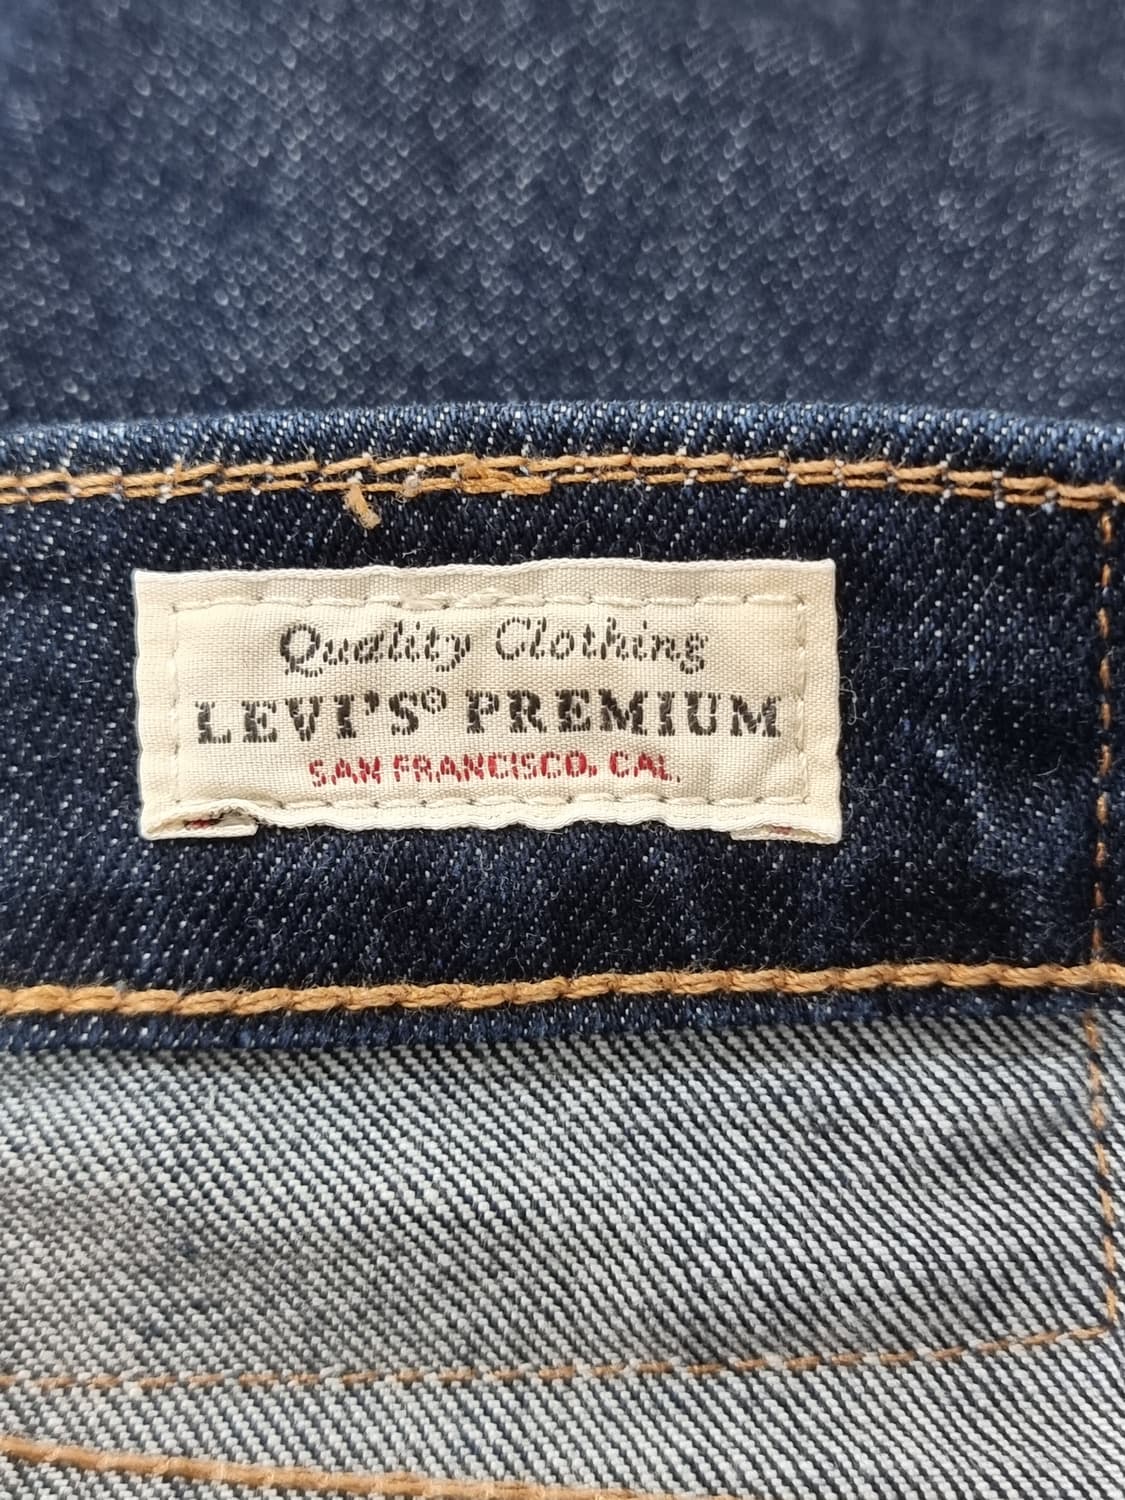 Quality Clothing
LEVI'S® PREMIUM
SAN FRANCISCO, CAL.